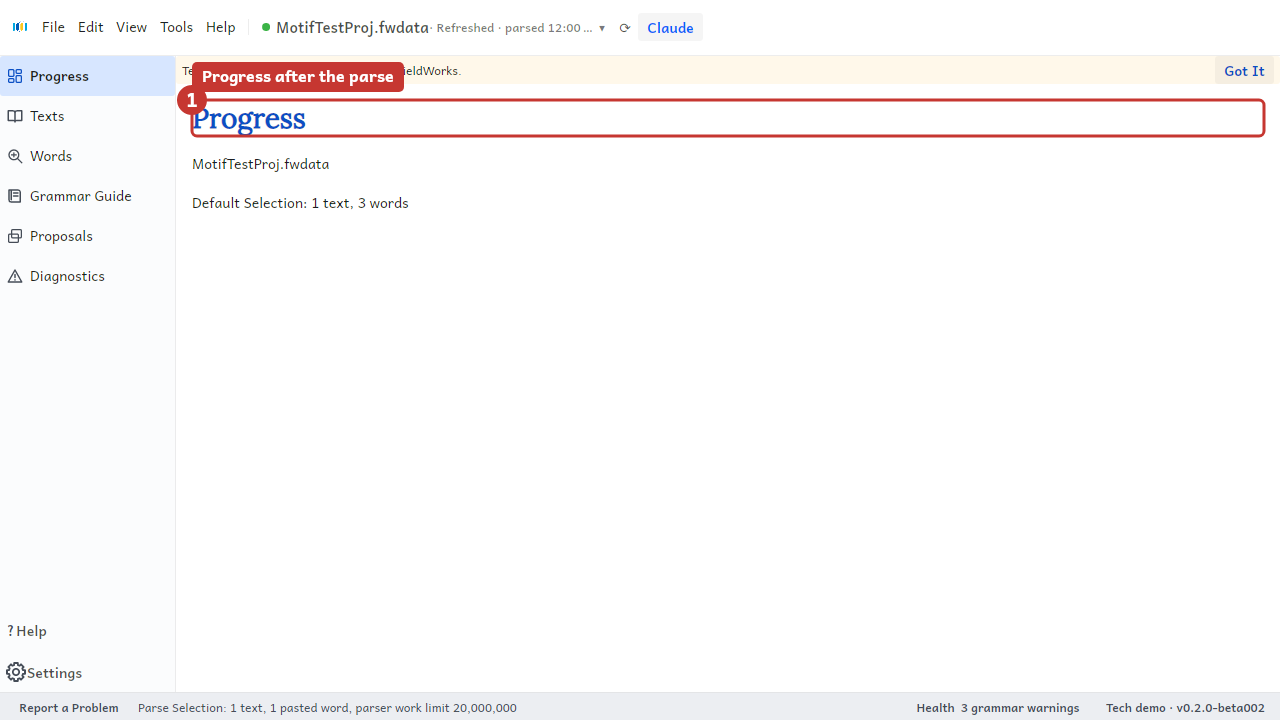 File Edit View Tools Help
MotifTestProj.fwdata · Refreshed · parsed 12:00 ... ▾ ⟳
Claude
Progress after the parse
ieldWorks.
Got It
1
Progress
Texts
Words
Grammar Guide
Proposals
Diagnostics
? Help
Settings
Progress
MotifTestProj.fwdata
Default Selection: 1 text, 3 words
Report a Problem
Parse Selection: 1 text, 1 pasted word, parser work limit 20,000,000
Health 3 grammar warnings
Tech demo · v0.2.0-beta002